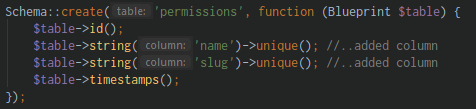 Schema::create( table: 'permissions', function (Blueprint $table) {
    $table->id();
    $table->string( column: 'name')->unique(); //..added column
    $table->string( column: 'slug')->unique(); //..added column
    $table->timestamps();
});